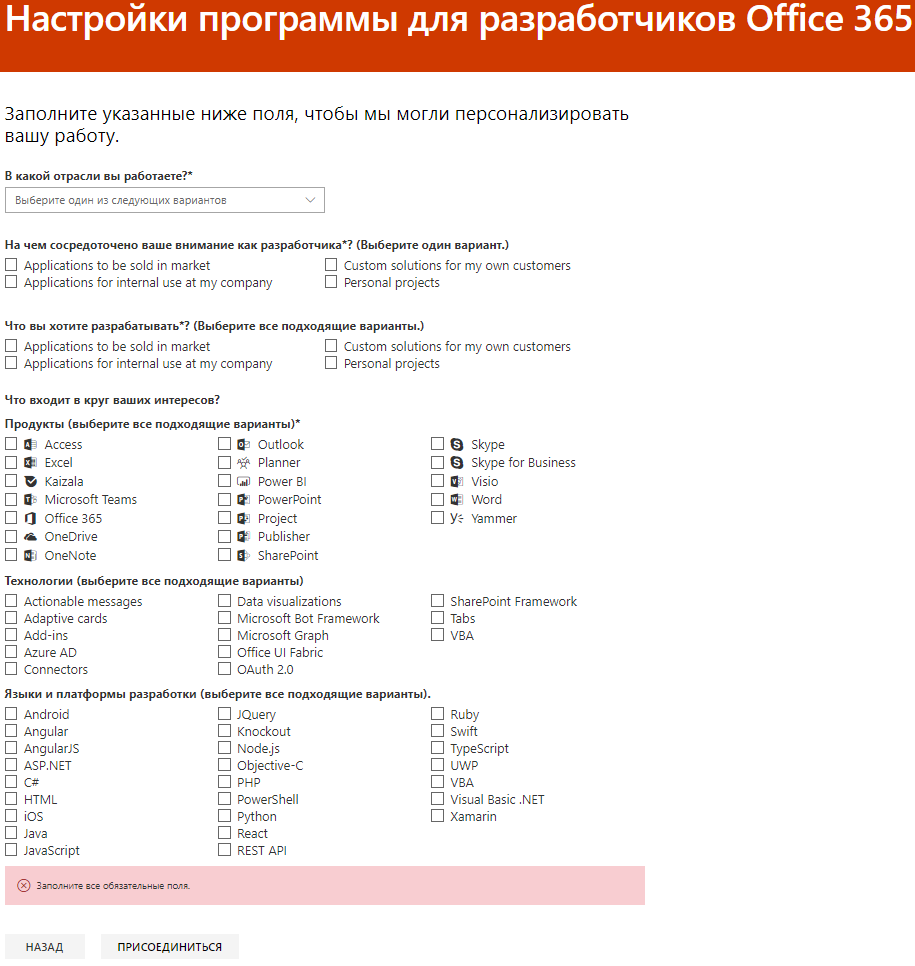 Настройки программы для разработчиков Office 365
Заполните указанные ниже поля, чтобы мы могли персонализировать
вашу работу.
В какой отрасли вы работаете?*
Выберите один из следующих вариантов
На чем сосредоточено ваше внимание как разработчика*? (Выберите один вариант.)
Applications to be sold in market Custom solutions for my own customers
Applications for internal use at my company Personal projects
Что вы хотите разрабатывать*? (Выберите все подходящие варианты.)
Applications to be sold in market Custom solutions for my own customers
Applications for internal use at my company Personal projects
Что входит в круг ваших интересов?
Продукты (выберите все подходящие варианты)*
Access Outlook Skype
Excel Planner Skype for Business
Kaizala Power BI Visio
Microsoft Teams PowerPoint Word
Office 365 Project Yammer
OneDrive Publisher
OneNote SharePoint
Технологии (выберите все подходящие варианты)
Actionable messages Data visualizations SharePoint Framework
Adaptive cards Microsoft Bot Framework Tabs
Add-ins Microsoft Graph VBA
Azure AD Office UI Fabric
Connectors OAuth 2.0
Языки и платформы разработки (выберите все подходящие варианты).
Android JQuery Ruby
Angular Knockout Swift
AngularJS Node.js TypeScript
ASP.NET Objective-C UWP
C# PHP VBA
HTML PowerShell Visual Basic .NET
iOS Python Xamarin
Java React
JavaScript REST API
Заполните все обязательные поля.
НАЗАД ПРИСОЕДИНИТЬСЯ